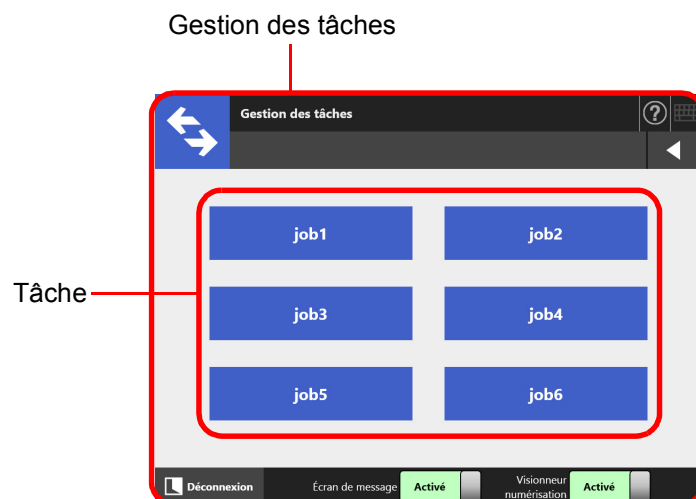 Gestion des tâches
Gestion des tâches
?
job1 job2
Tâche
job3 job4
job5 job6
Déconnexion Écran de message Activé Visionneur
numérisation Activé